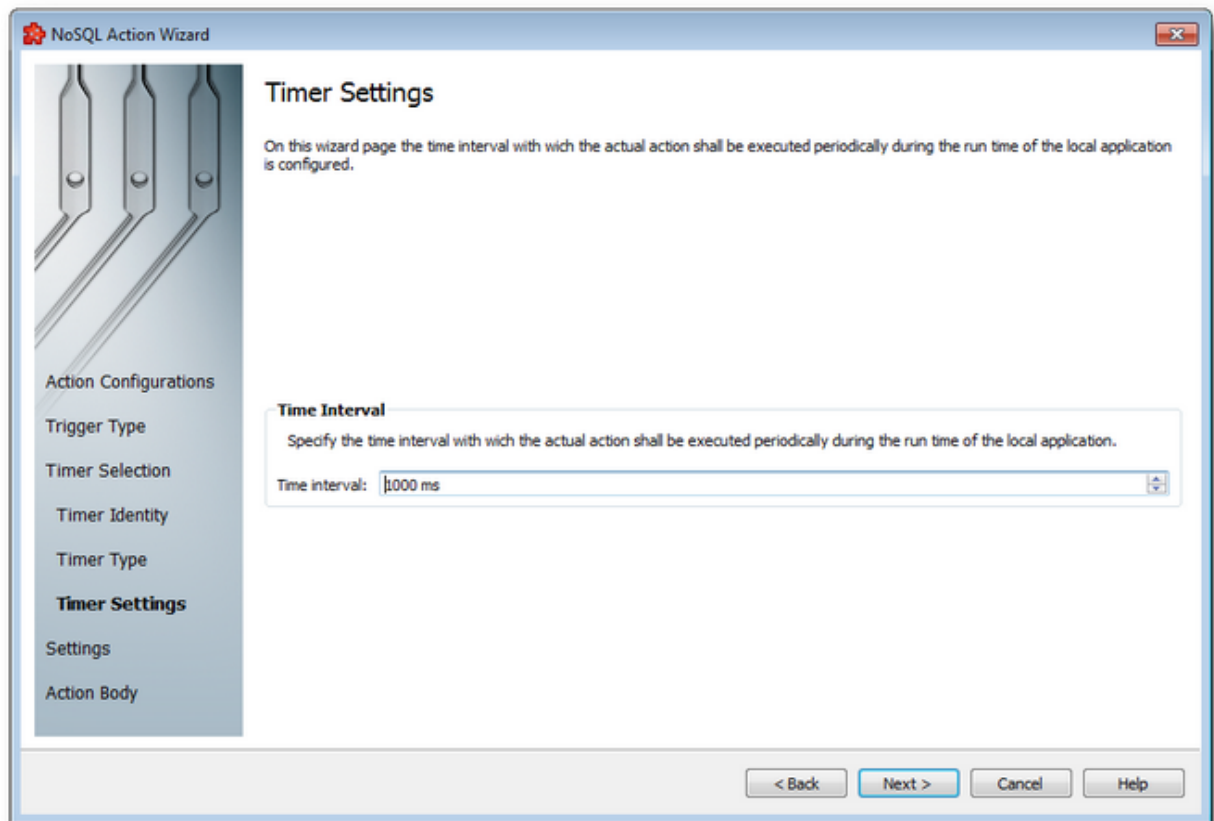 NoSQL Action Wizard
Timer Settings
On this wizard page the time interval with wich the actual action shall be executed periodically during the run time of the local application
is configured.
Action Configurations
Trigger Type
Timer Selection
Timer Identity
Timer Type
Timer Settings
Settings
Action Body
Time Interval
Specify the time interval with wich the actual action shall be executed periodically during the run time of the local application.
Time interval: 1000 ms
< Back Next > Cancel Help